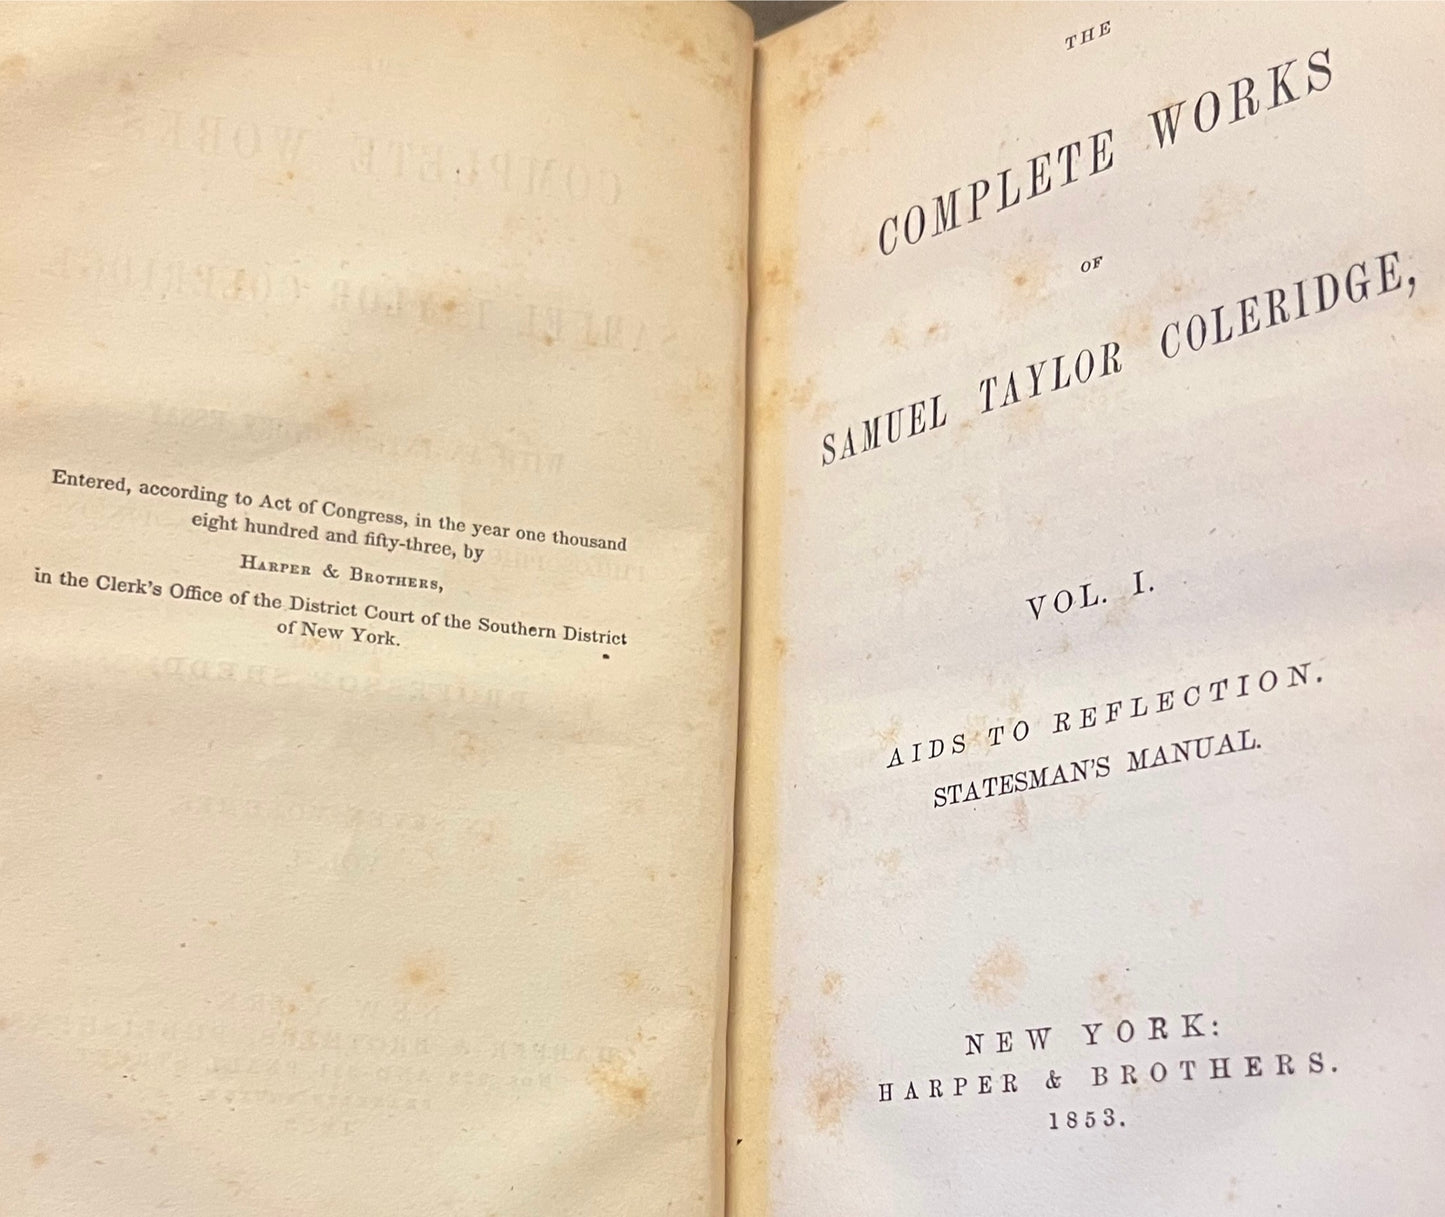 Entered, according to Act of Congress, in the year one thousand
eight hundred and fifty-three, by
HARPER & BROTHERS,
in the Clerk's Office of the District Court of the Southern District
of New York.
THE
COMPLETE WORKS
OF
SAMUEL TAYLOR COLERIDGE,
VOL. I.
AIDS TO REFLECTION.
STATESMAN'S MANUAL.
NEW YORK:
HARPER & BROTHERS.
1853.